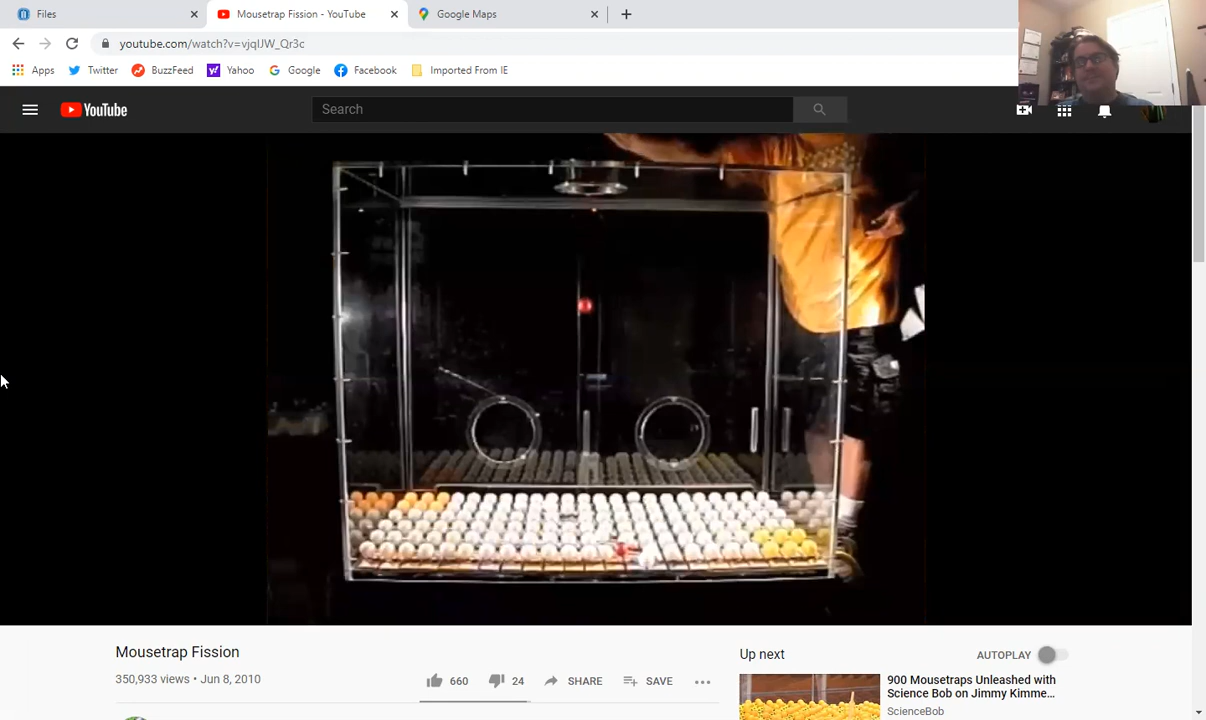 Files
Mousetrap Fission - YouTube
Google Maps
youtube.com/watch?v=vjqIJW_Qr3c
Apps Twitter BuzzFeed Yahoo Google Facebook Imported From IE
YouTube
Search
Mousetrap Fission
350,933 views • Jun 8, 2010
660 24 SHARE SAVE
Up next
AUTOPLAY
900 Mousetraps Unleashed with
Science Bob on Jimmy Kimme...
ScienceBob